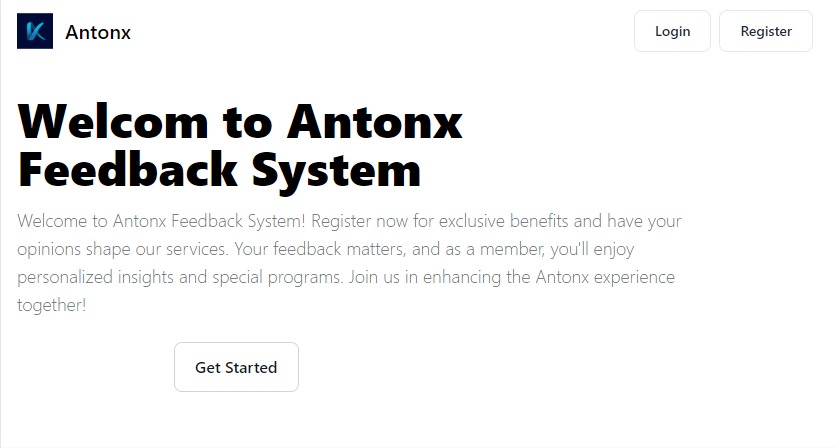 Antonx
Login
Register
Welcom to Antonx
Feedback System
Welcome to Antonx Feedback System! Register now for exclusive benefits and have your
opinions shape our services. Your feedback matters, and as a member, you'll enjoy
personalized insights and special programs. Join us in enhancing the Antonx experience
together!
Get Started